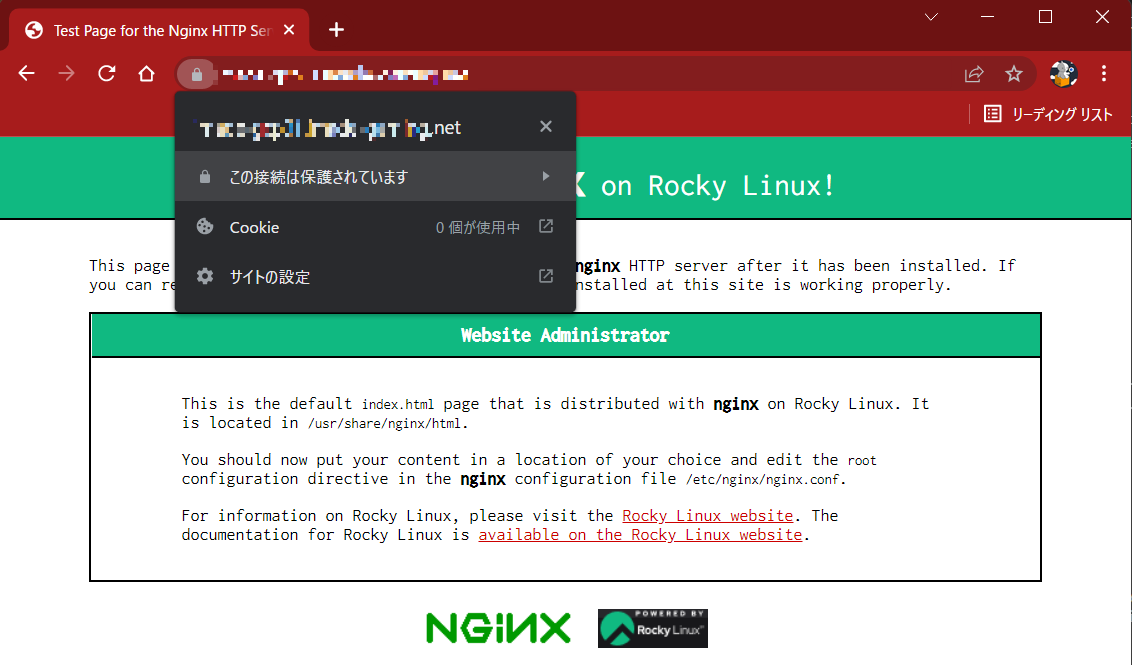 Test Page for the Nginx HTTP Ser
リーディング リスト
.net
この接続は保護されています
Cookie 0 個が使用中
サイトの設定
X on Rocky Linux!
This page nginx HTTP server after it has been installed. If
you can re nstalled at this site is working properly.
Website Administrator
This is the default index.html page that is distributed with nginx on Rocky Linux. It
is located in /usr/share/nginx/html.
You should now put your content in a location of your choice and edit the root
configuration directive in the nginx configuration file /etc/nginx/nginx.conf.
For information on Rocky Linux, please visit the Rocky Linux website. The
documentation for Rocky Linux is available on the Rocky Linux website.
NGiNX
POWERED BY
Rocky Linux™